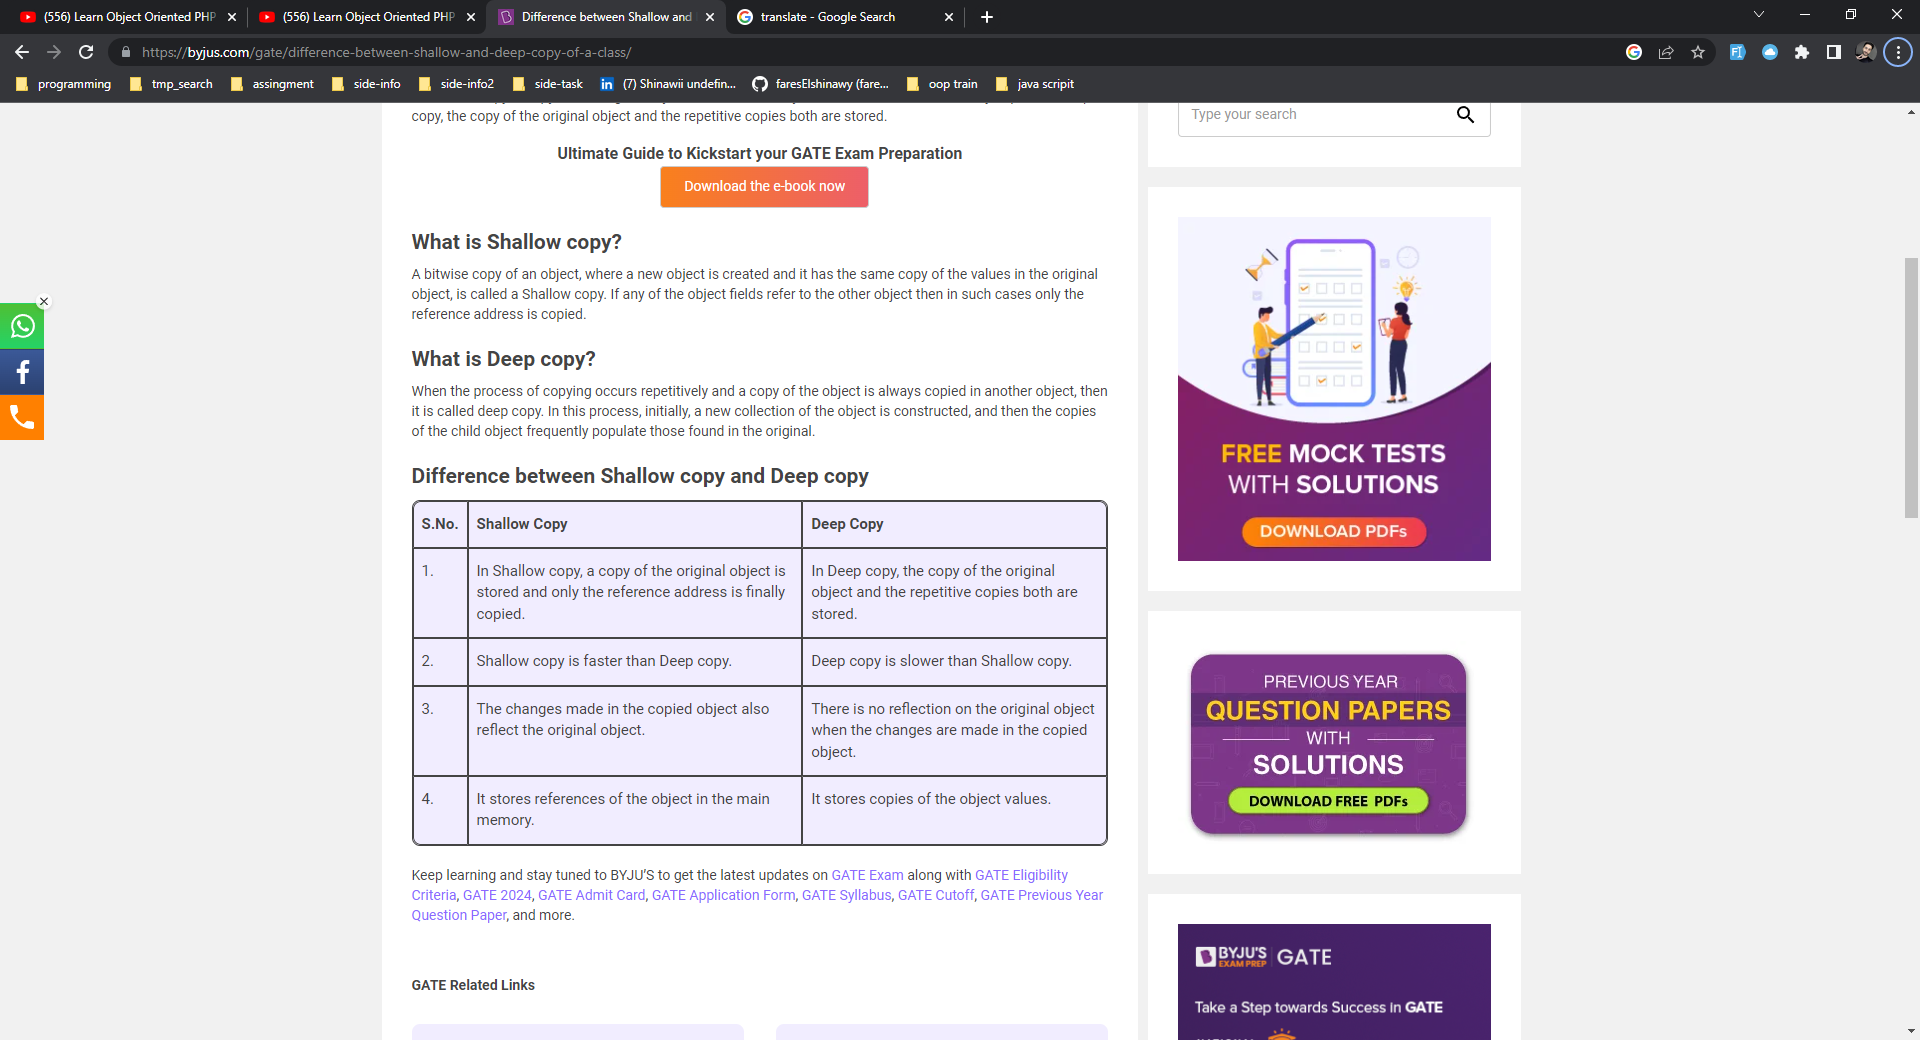 (556) Learn Object Oriented PHP
(556) Learn Object Oriented PHP
Difference between Shallow and
translate - Google Search
https://byjus.com/gate/difference-between-shallow-and-deep-copy-of-a-class/
programming
tmp_search
assingment
side-info
side-info2
side-task
(7) Shinawii undefin...
faresElshinawy (fare...
oop train
java scripit
copy, the copy of the original object and the repetitive copies both are stored.
Ultimate Guide to Kickstart your GATE Exam Preparation
Download the e-book now
What is Shallow copy?
A bitwise copy of an object, where a new object is created and it has the same copy of the values in the original
object, is called a Shallow copy. If any of the object fields refer to the other object then in such cases only the
reference address is copied.
What is Deep copy?
When the process of copying occurs repetitively and a copy of the object is always copied in another object, then
it is called deep copy. In this process, initially, a new collection of the object is constructed, and then the copies
of the child object frequently populate those found in the original.
Difference between Shallow copy and Deep copy
S.No.
Shallow Copy
Deep Copy
1.
In Shallow copy, a copy of the original object is
stored and only the reference address is finally
copied.
In Deep copy, the copy of the original
object and the repetitive copies both are
stored.
2.
Shallow copy is faster than Deep copy.
Deep copy is slower than Shallow copy.
3.
The changes made in the copied object also
reflect the original object.
There is no reflection on the original object
when the changes are made in the copied
object.
4.
It stores references of the object in the main
memory.
It stores copies of the object values.
Keep learning and stay tuned to BYJU'S to get the latest updates on GATE Exam along with GATE Eligibility
Criteria, GATE 2024, GATE Admit Card, GATE Application Form, GATE Syllabus, GATE Cutoff, GATE Previous Year
Question Paper, and more.
GATE Related Links
Type your search
FREE MOCK TESTS
WITH SOLUTIONS
DOWNLOAD PDFs
PREVIOUS YEAR
QUESTION PAPERS
WITH
SOLUTIONS
DOWNLOAD FREE PDFs
BYJU'S
EXAM PREP
GATE
Take a Step towards Success in GATE